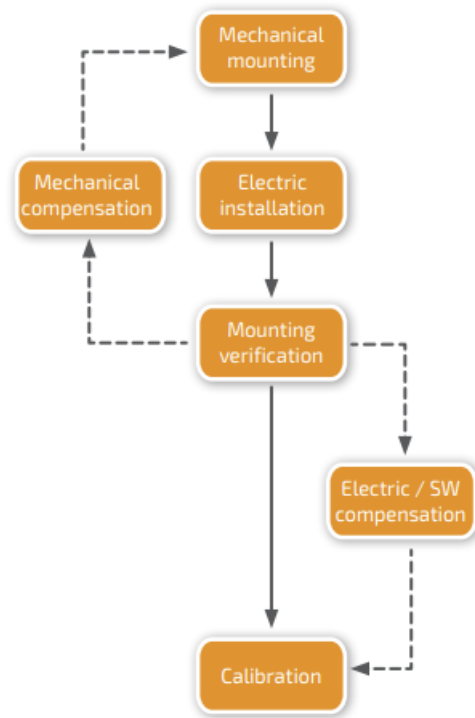 Mechanical
mounting
Mechanical
compensation
Electric
installation
Mounting
verification
Electric / SW
compensation
Calibration